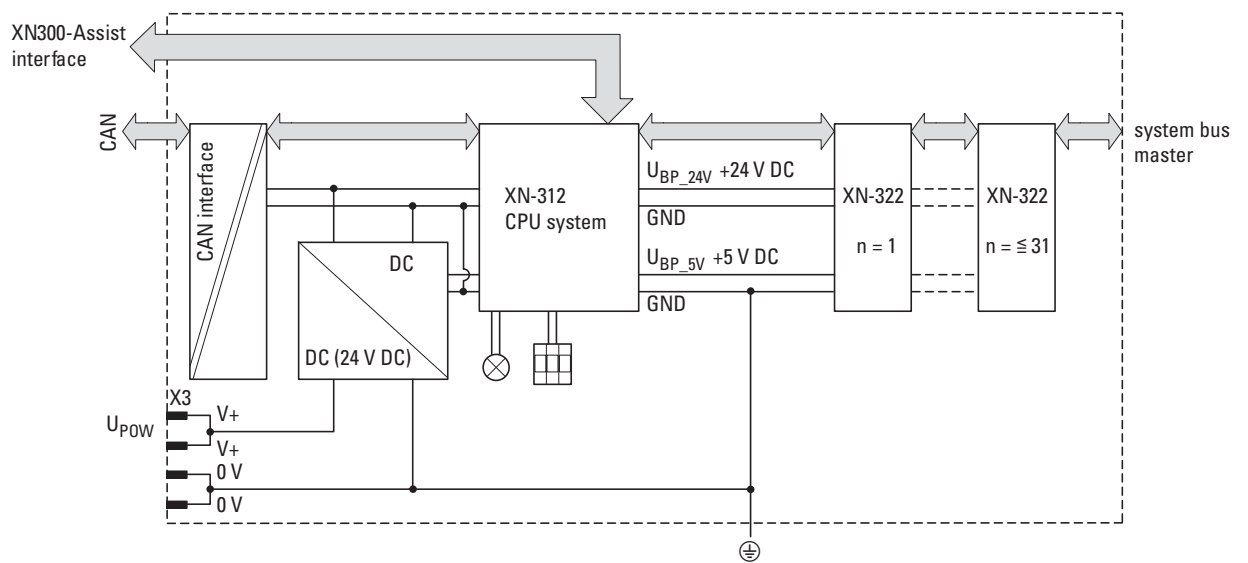 XN300-Assist
interface
CAN
system bus
master
CAN interface
XN-312
CPU system
U_BP_24V +24 V DC
GND
U_BP_5V +5 V DC
GND
XN-322
n = 1
XN-322
n = ≦ 31
DC
DC (24 V DC)
X3
U_POW
V+
V+
0 V
0 V